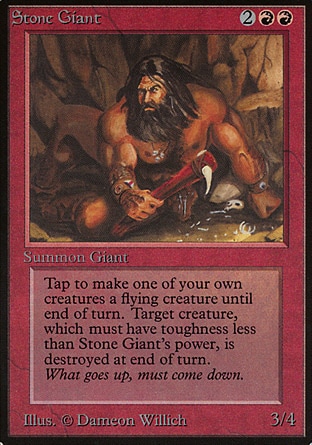 Stone Giant 2
Summon Giant
Tap to make one of your own
creatures a flying creature until
end of turn. Target creature,
which must have toughness less
than Stone Giant's power, is
destroyed at end of turn.
What goes up, must come down.
Illus. © Dameon Willich 3/4